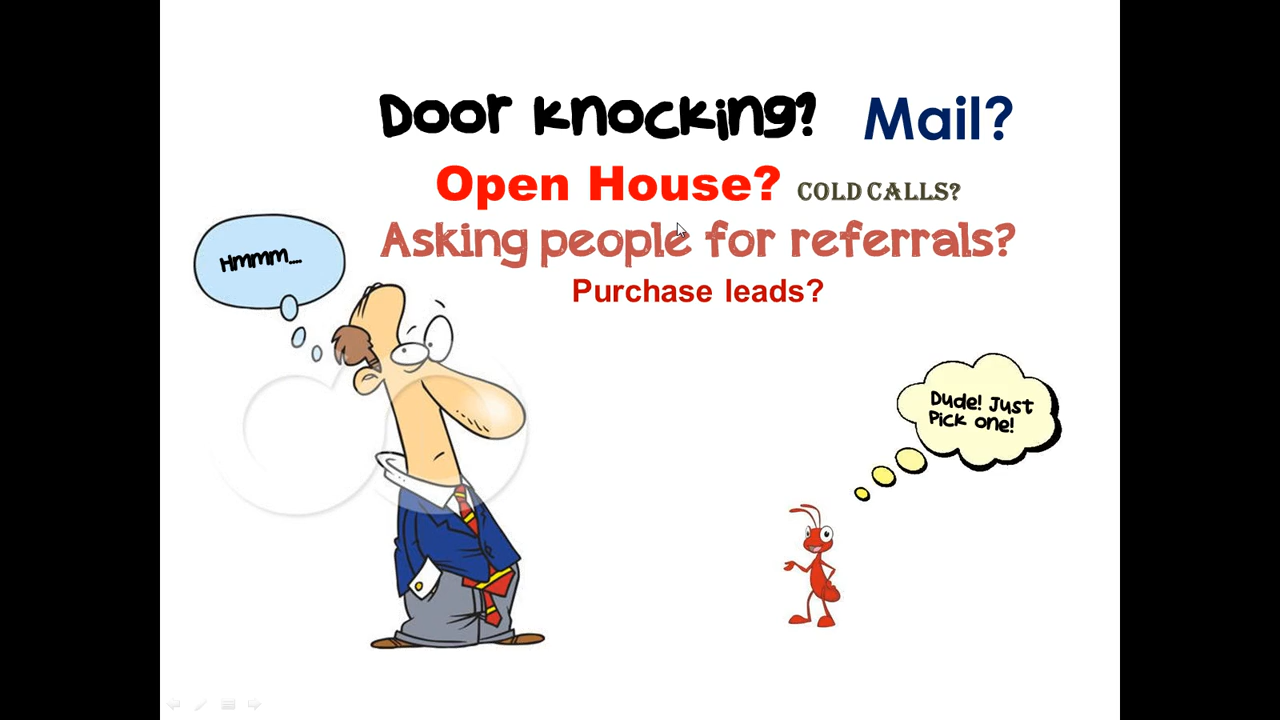 Door knocking? Mail?
Open House? COLD CALLS?
Asking people for referrals?
Purchase leads?
Hmmm....
Dude! Just
Pick one!